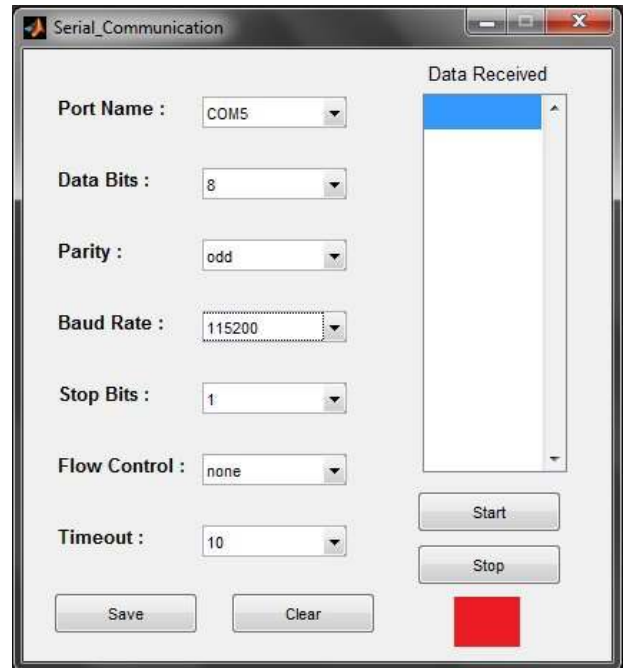 Serial_Communication
Data Received
Port Name : COM5
Data Bits : 8
Parity : odd
Baud Rate : 115200
Stop Bits : 1
Flow Control : none
Timeout : 10
Start
Stop
Save
Clear